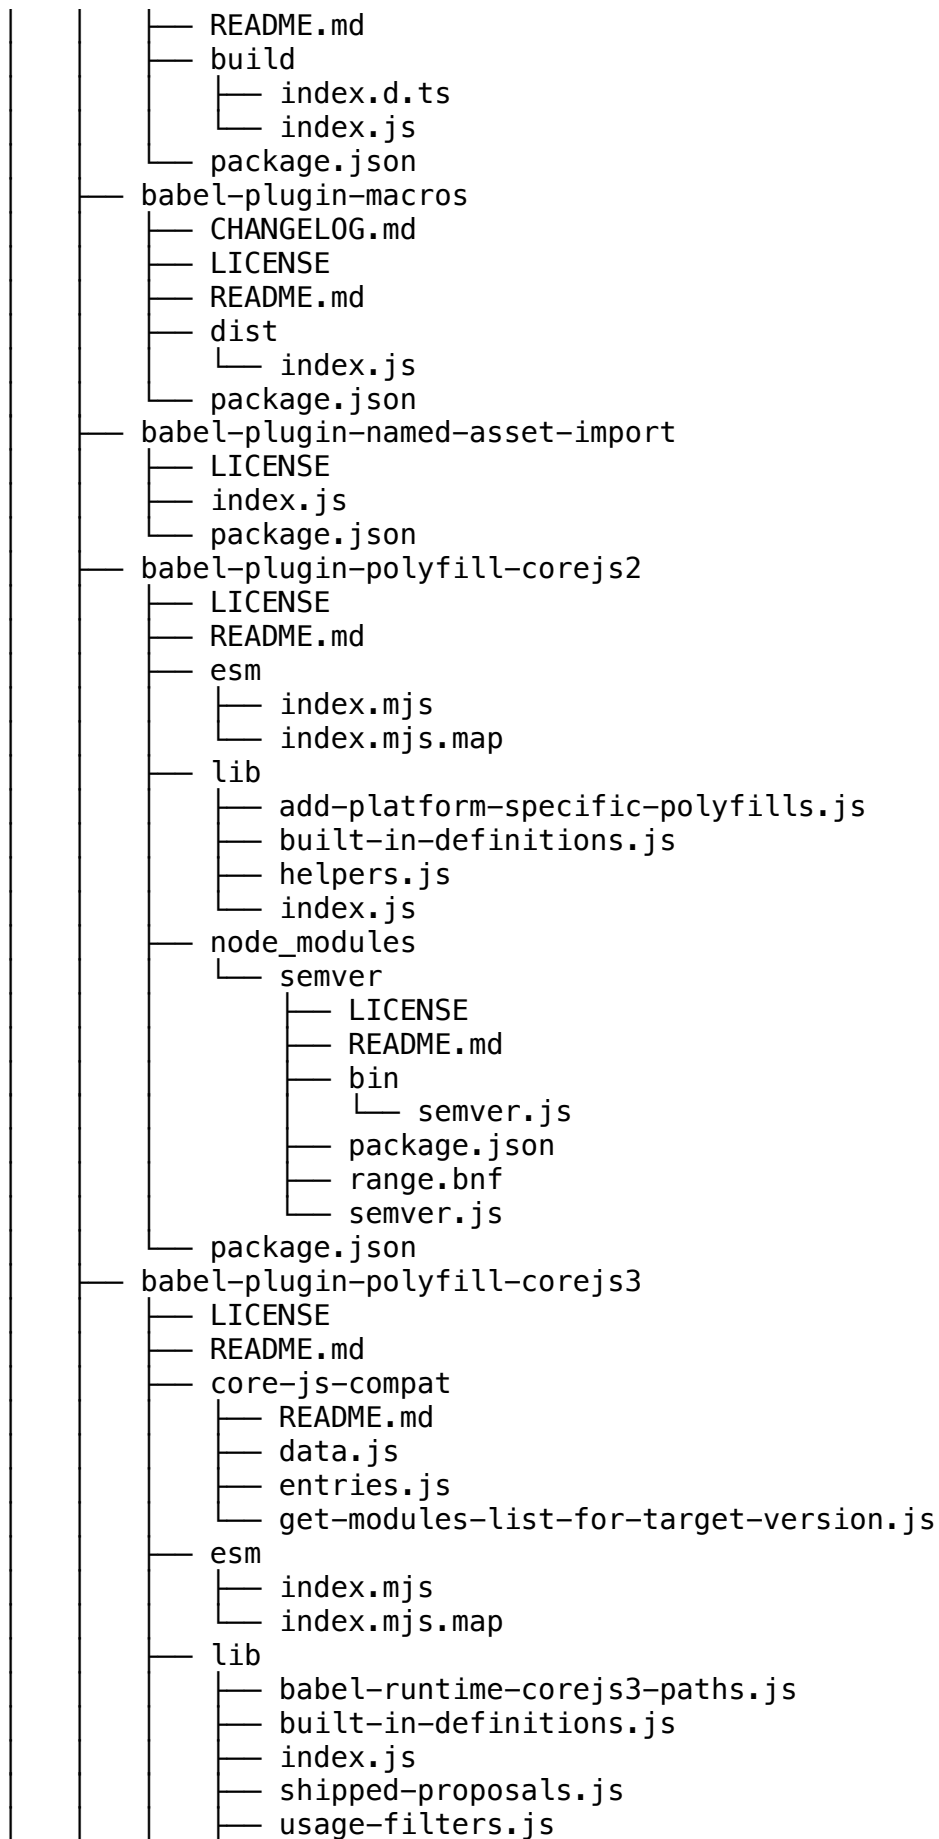 README.md
build
index.d.ts
index.js
package.json
babel-plugin-macros
CHANGELOG.md
LICENSE
README.md
dist
index.js
package.json
babel-plugin-named-asset-import
LICENSE
index.js
package.json
babel-plugin-polyfill-corejs2
LICENSE
README.md
esm
index.mjs
index.mjs.map
lib
add-platform-specific-polyfills.js
built-in-definitions.js
helpers.js
index.js
node_modules
semver
LICENSE
README.md
bin
semver.js
package.json
range.bnf
semver.js
package.json
babel-plugin-polyfill-corejs3
LICENSE
README.md
core-js-compat
README.md
data.js
entries.js
get-modules-list-for-target-version.js
esm
index.mjs
index.mjs.map
lib
babel-runtime-corejs3-paths.js
built-in-definitions.js
index.js
shipped-proposals.js
usage-filters.js